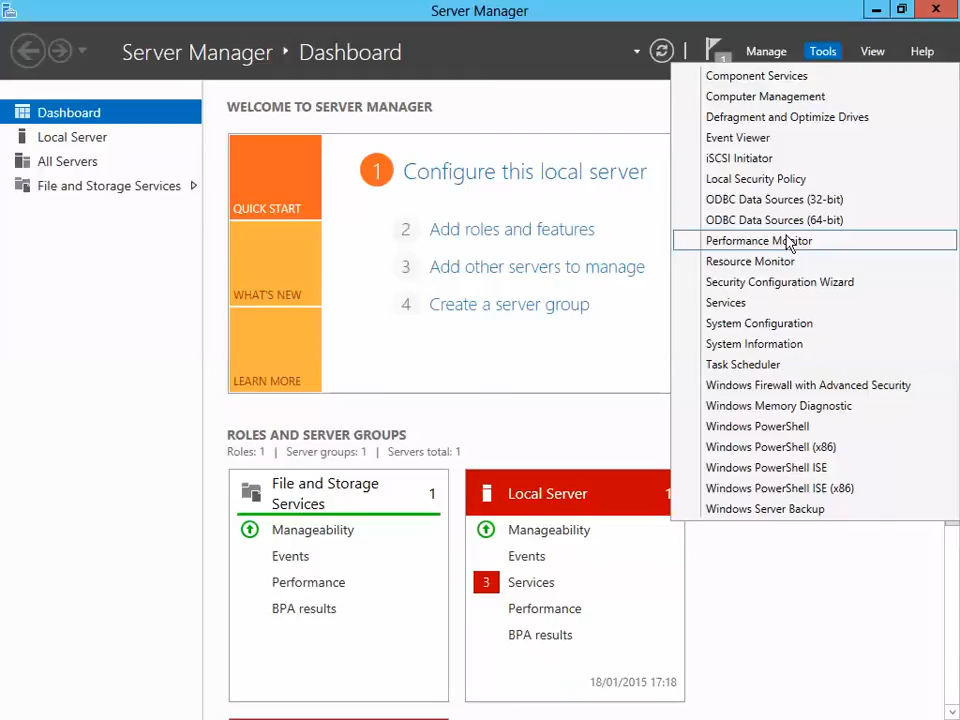 Server Manager
Server Manager ‣ Dashboard
1
Manage
Tools
View
Help
Dashboard
Local Server
All Servers
File and Storage Services
WELCOME TO SERVER MANAGER
QUICK START
WHAT'S NEW
LEARN MORE
1 Configure this local server
2 Add roles and features
3 Add other servers to manage
4 Create a server group
Component Services
Computer Management
Defragment and Optimize Drives
Event Viewer
iSCSI Initiator
Local Security Policy
ODBC Data Sources (32-bit)
ODBC Data Sources (64-bit)
Performance Monitor
Resource Monitor
Security Configuration Wizard
Services
System Configuration
System Information
Task Scheduler
Windows Firewall with Advanced Security
Windows Memory Diagnostic
Windows PowerShell
Windows PowerShell (x86)
Windows PowerShell ISE
Windows PowerShell ISE (x86)
Windows Server Backup
ROLES AND SERVER GROUPS
Roles: 1 | Server groups: 1 | Servers total: 1
File and Storage
Services
1
Manageability
Events
Performance
BPA results
Local Server
1
Manageability
Events
3 Services
Performance
BPA results
18/01/2015 17:18